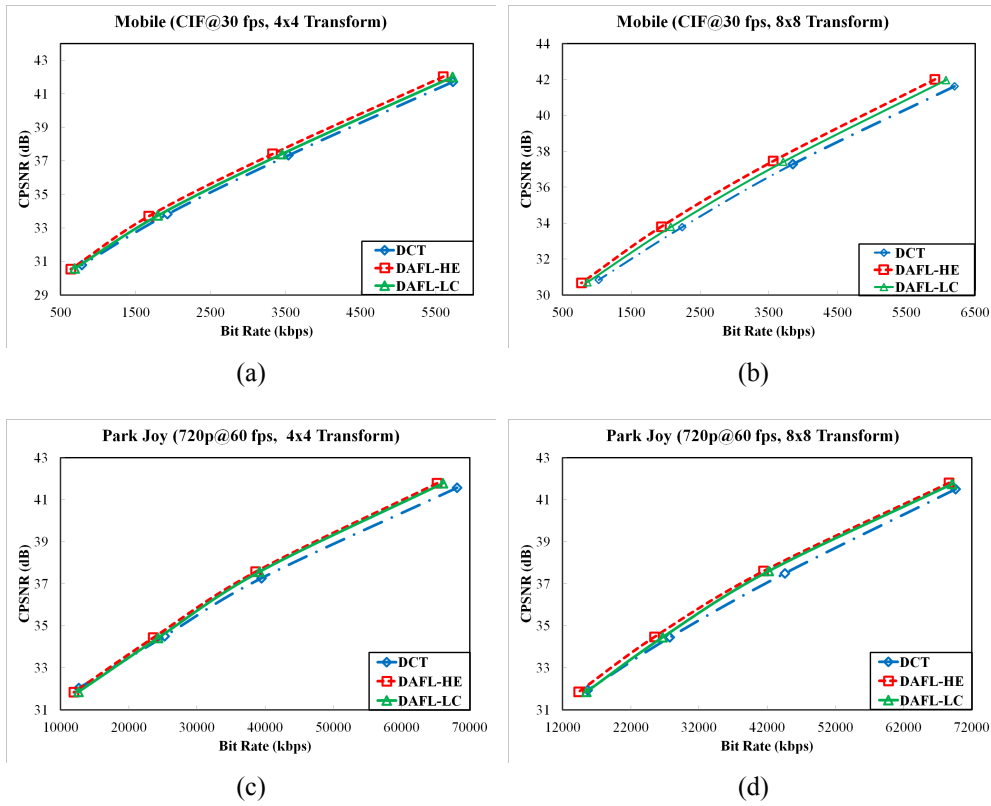 Mobile (CIF@30 fps, 4x4 Transform)
43
41
39
37
35
33
31
29
CPSNR (dB)
DCT
DAFL-HE
DAFL-LC
500 1500 2500 3500 4500 5500
Bit Rate (kbps)
(a)
Mobile (CIF@30 fps, 8x8 Transform)
44
42
40
38
36
34
32
30
CPSNR (dB)
DCT
DAFL-HE
DAFL-LC
500 1500 2500 3500 4500 5500 6500
Bit Rate (kbps)
(b)
Park Joy (720p@60 fps, 4x4 Transform)
43
41
39
37
35
33
31
CPSNR (dB)
DCT
DAFL-HE
DAFL-LC
10000 20000 30000 40000 50000 60000 70000
Bit Rate (kbps)
(c)
Park Joy (720p@60 fps, 8x8 Transform)
43
41
39
37
35
33
31
CPSNR (dB)
DCT
DAFL-HE
DAFL-LC
12000 22000 32000 42000 52000 62000 72000
Bit Rate (kbps)
(d)